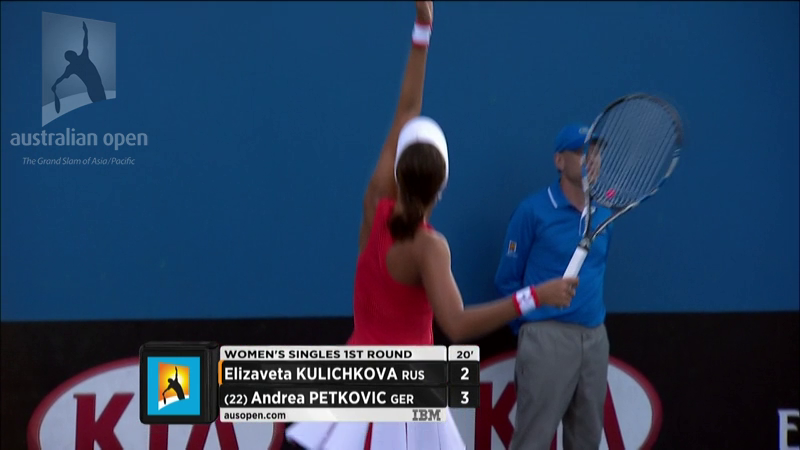 australian open
The Grand Slam of Asia/Pacific
WOMEN'S SINGLES 1ST ROUND 20'
Elizaveta KULICHKOVA RUS 2
(22) Andrea PETKOVIC GER 3
ausopen.com IBM
KIA